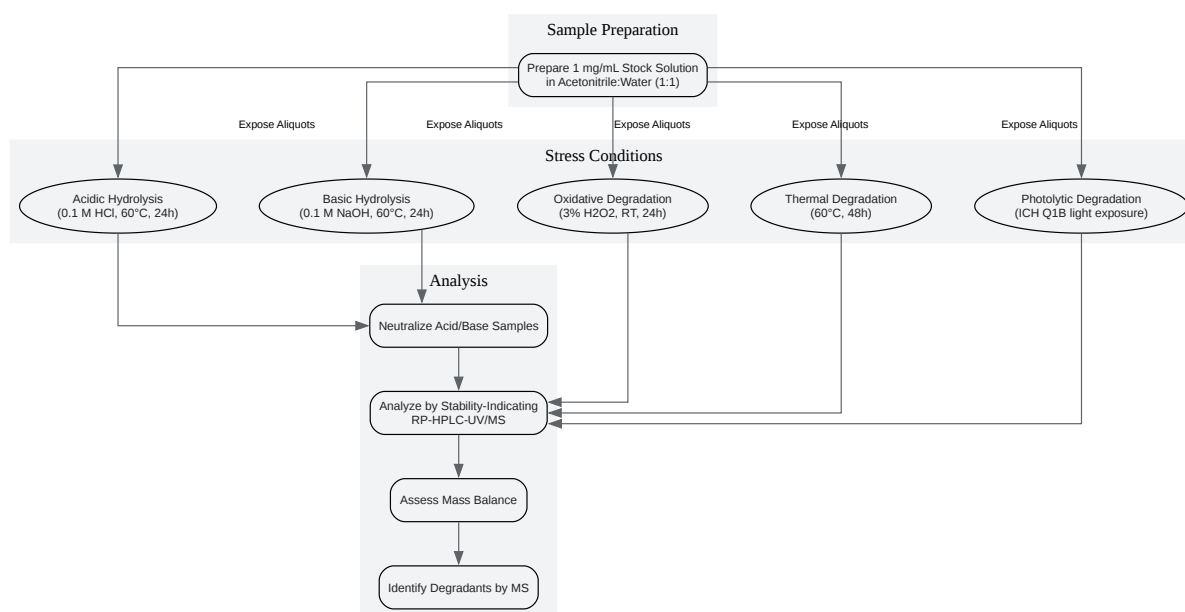 Sample Preparation
Prepare 1 mg/mL Stock Solution
in Acetonitrile:Water (1:1)
Expose Aliquots
Expose Aliquots
Expose Aliquots
Expose Aliquots
Expose Aliquots
Stress Conditions
Acidic Hydrolysis
(0.1 M HCl, 60°C, 24h)
Basic Hydrolysis
(0.1 M NaOH, 60°C, 24h)
Oxidative Degradation
(3% H2O2, RT, 24h)
Thermal Degradation
(60°C, 48h)
Photolytic Degradation
(ICH Q1B light exposure)
Analysis
Neutralize Acid/Base Samples
Analyze by Stability-Indicating
RP-HPLC-UV/MS
Assess Mass Balance
Identify Degradants by MS